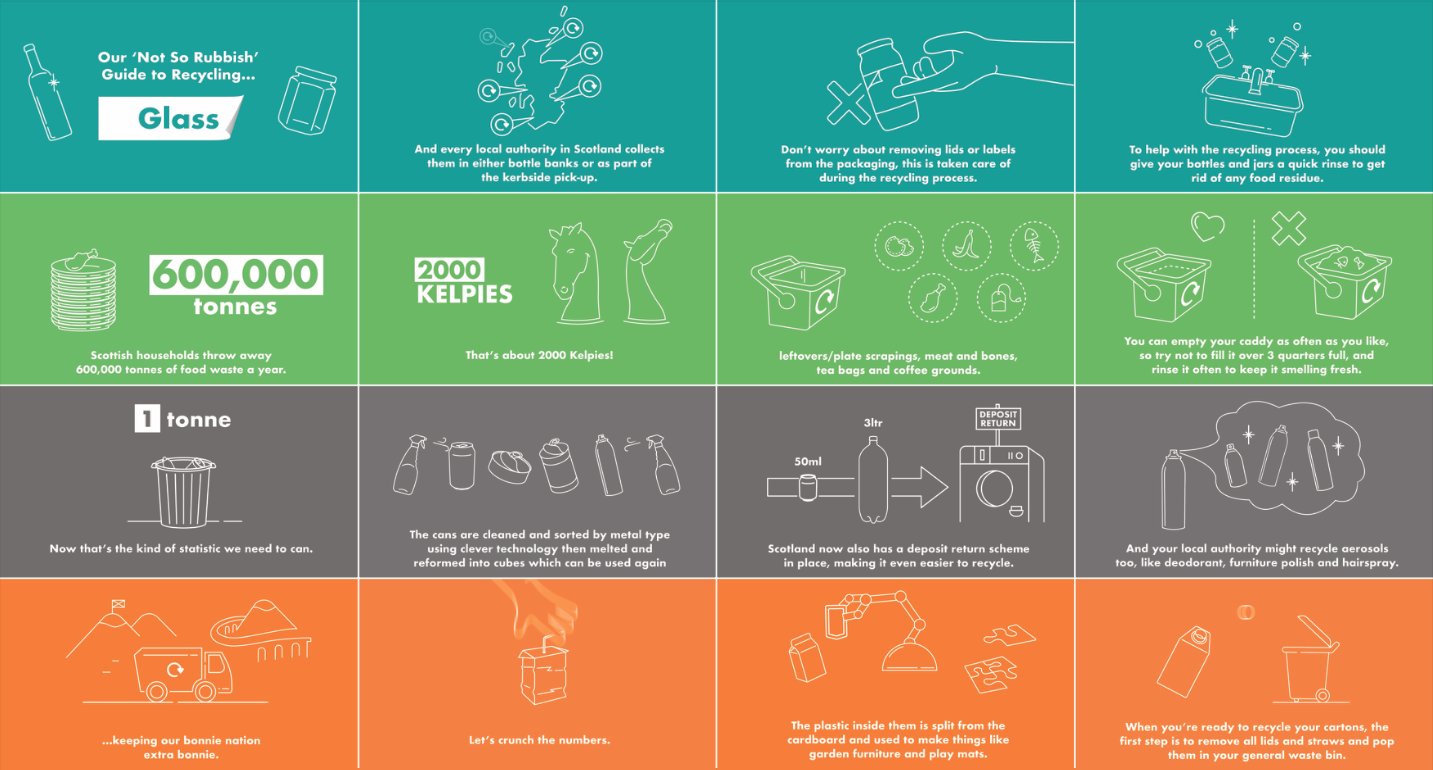 Our ‘Not So Rubbish’
Guide to Recycling...
Glass
And every local authority in Scotland collects
them in either bottle banks or as part of
the kerbside pick-up.
Don’t worry about removing lids or labels
from the packaging, this is taken care of
during the recycling process.
To help with the recycling process, you should
give your bottles and jars a quick rinse to get
rid of any food residue.
600,000
tonnes
Scottish households throw away
600,000 tonnes of food waste a year.
2000
KELPIES
That’s about 2000 Kelpies!
leftovers/plate scrapings, meat and bones,
tea bags and coffee grounds.
You can empty your caddy as often as you like,
so try not to fill it over 3 quarters full, and
rinse it often to keep it smelling fresh.
1 tonne
Now that’s the kind of statistic we need to can.
The cans are cleaned and sorted by metal type
using clever technology then melted and
reformed into cubes which can be used again
50ml
3ltr
DEPOSIT
RETURN
Scotland now also has a deposit return scheme
in place, making it even easier to recycle.
And your local authority might recycle aerosols
too, like deodorant, furniture polish and hairspray.
...keeping our bonnie nation
extra bonnie.
Let’s crunch the numbers.
The plastic inside them is split from the
cardboard and used to make things like
garden furniture and play mats.
When you’re ready to recycle your cartons, the
first step is to remove all lids and straws and pop
them in your general waste bin.